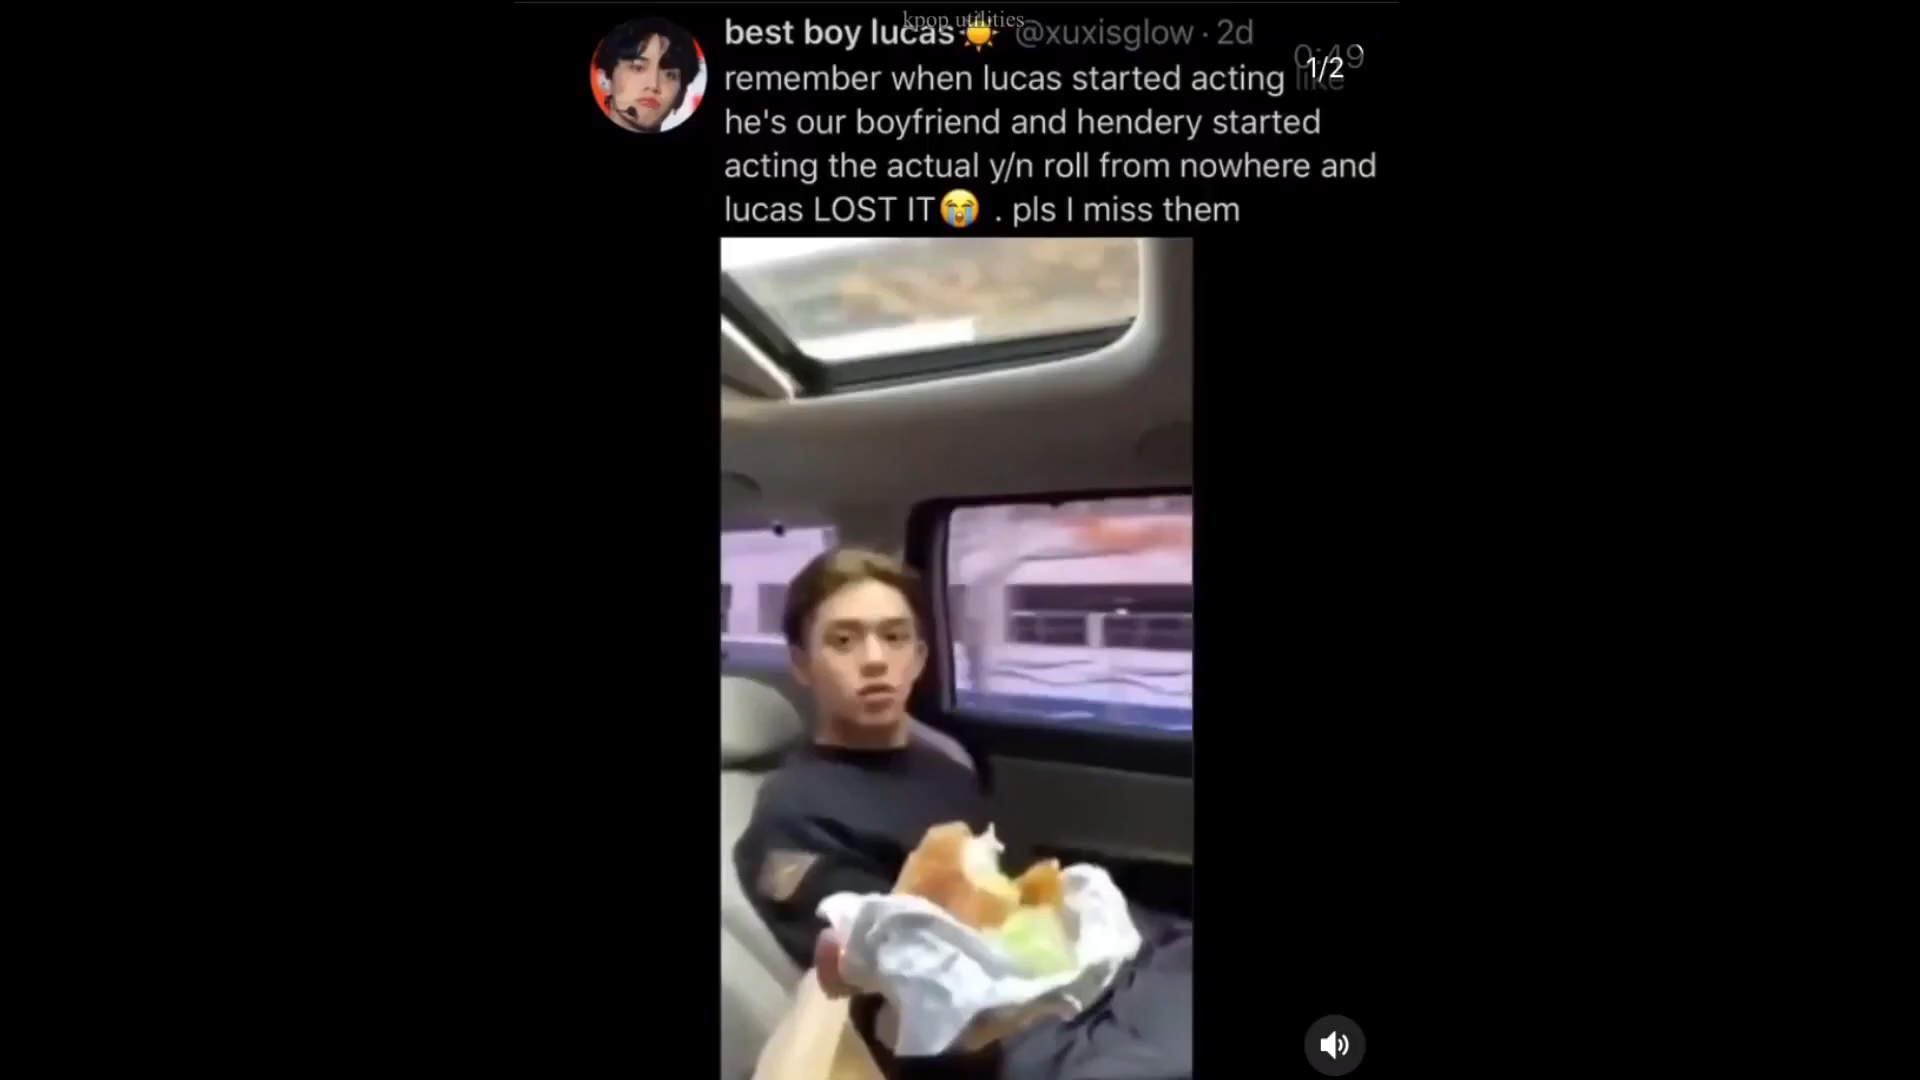 kpop utilities
best boy lucas☀️ @xuxisglow · 2d
0:49
1/2
remember when lucas started acting like
he's our boyfriend and hendery started
acting the actual y/n roll from nowhere and
lucas LOST IT😭 . pls I miss them